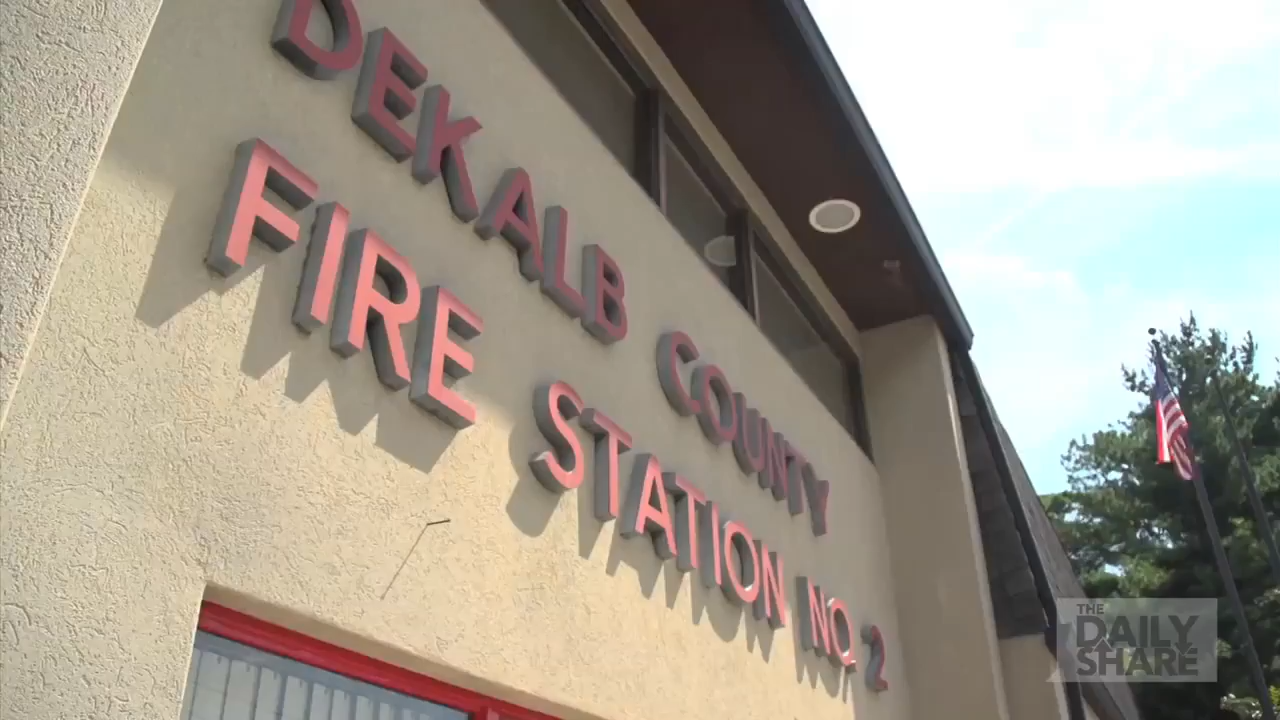 DEKALB COUNTY
FIRE STATION NO. 2
THE
DAILY
SHARE